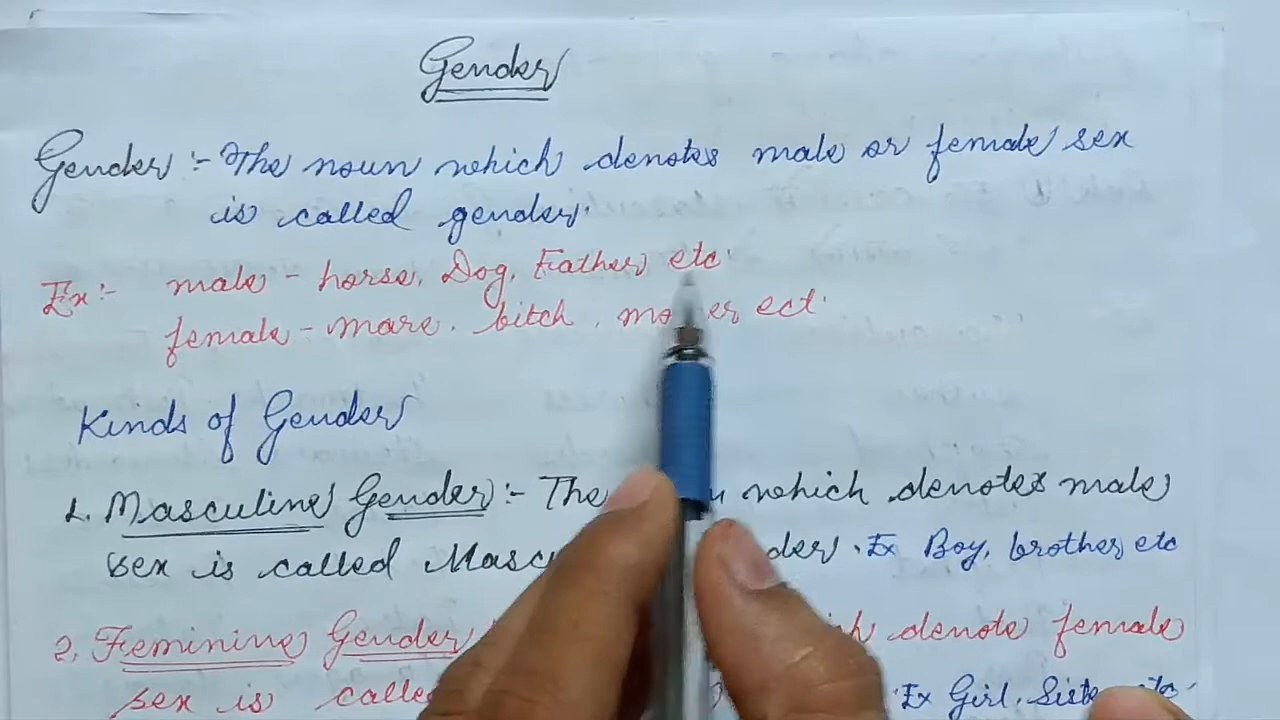 Gender
Gender :- The noun which denotes male or female sex
is called gender.
Ex:- male - horse, Dog, Father etc.
female - mare, bitch, ect.
Kinds of Gender
1. Masculine Gender :- The which denotes male
sex is called Ex Boy, brother etc
2. Feminine Gender denote female
sex is Ex Girl,